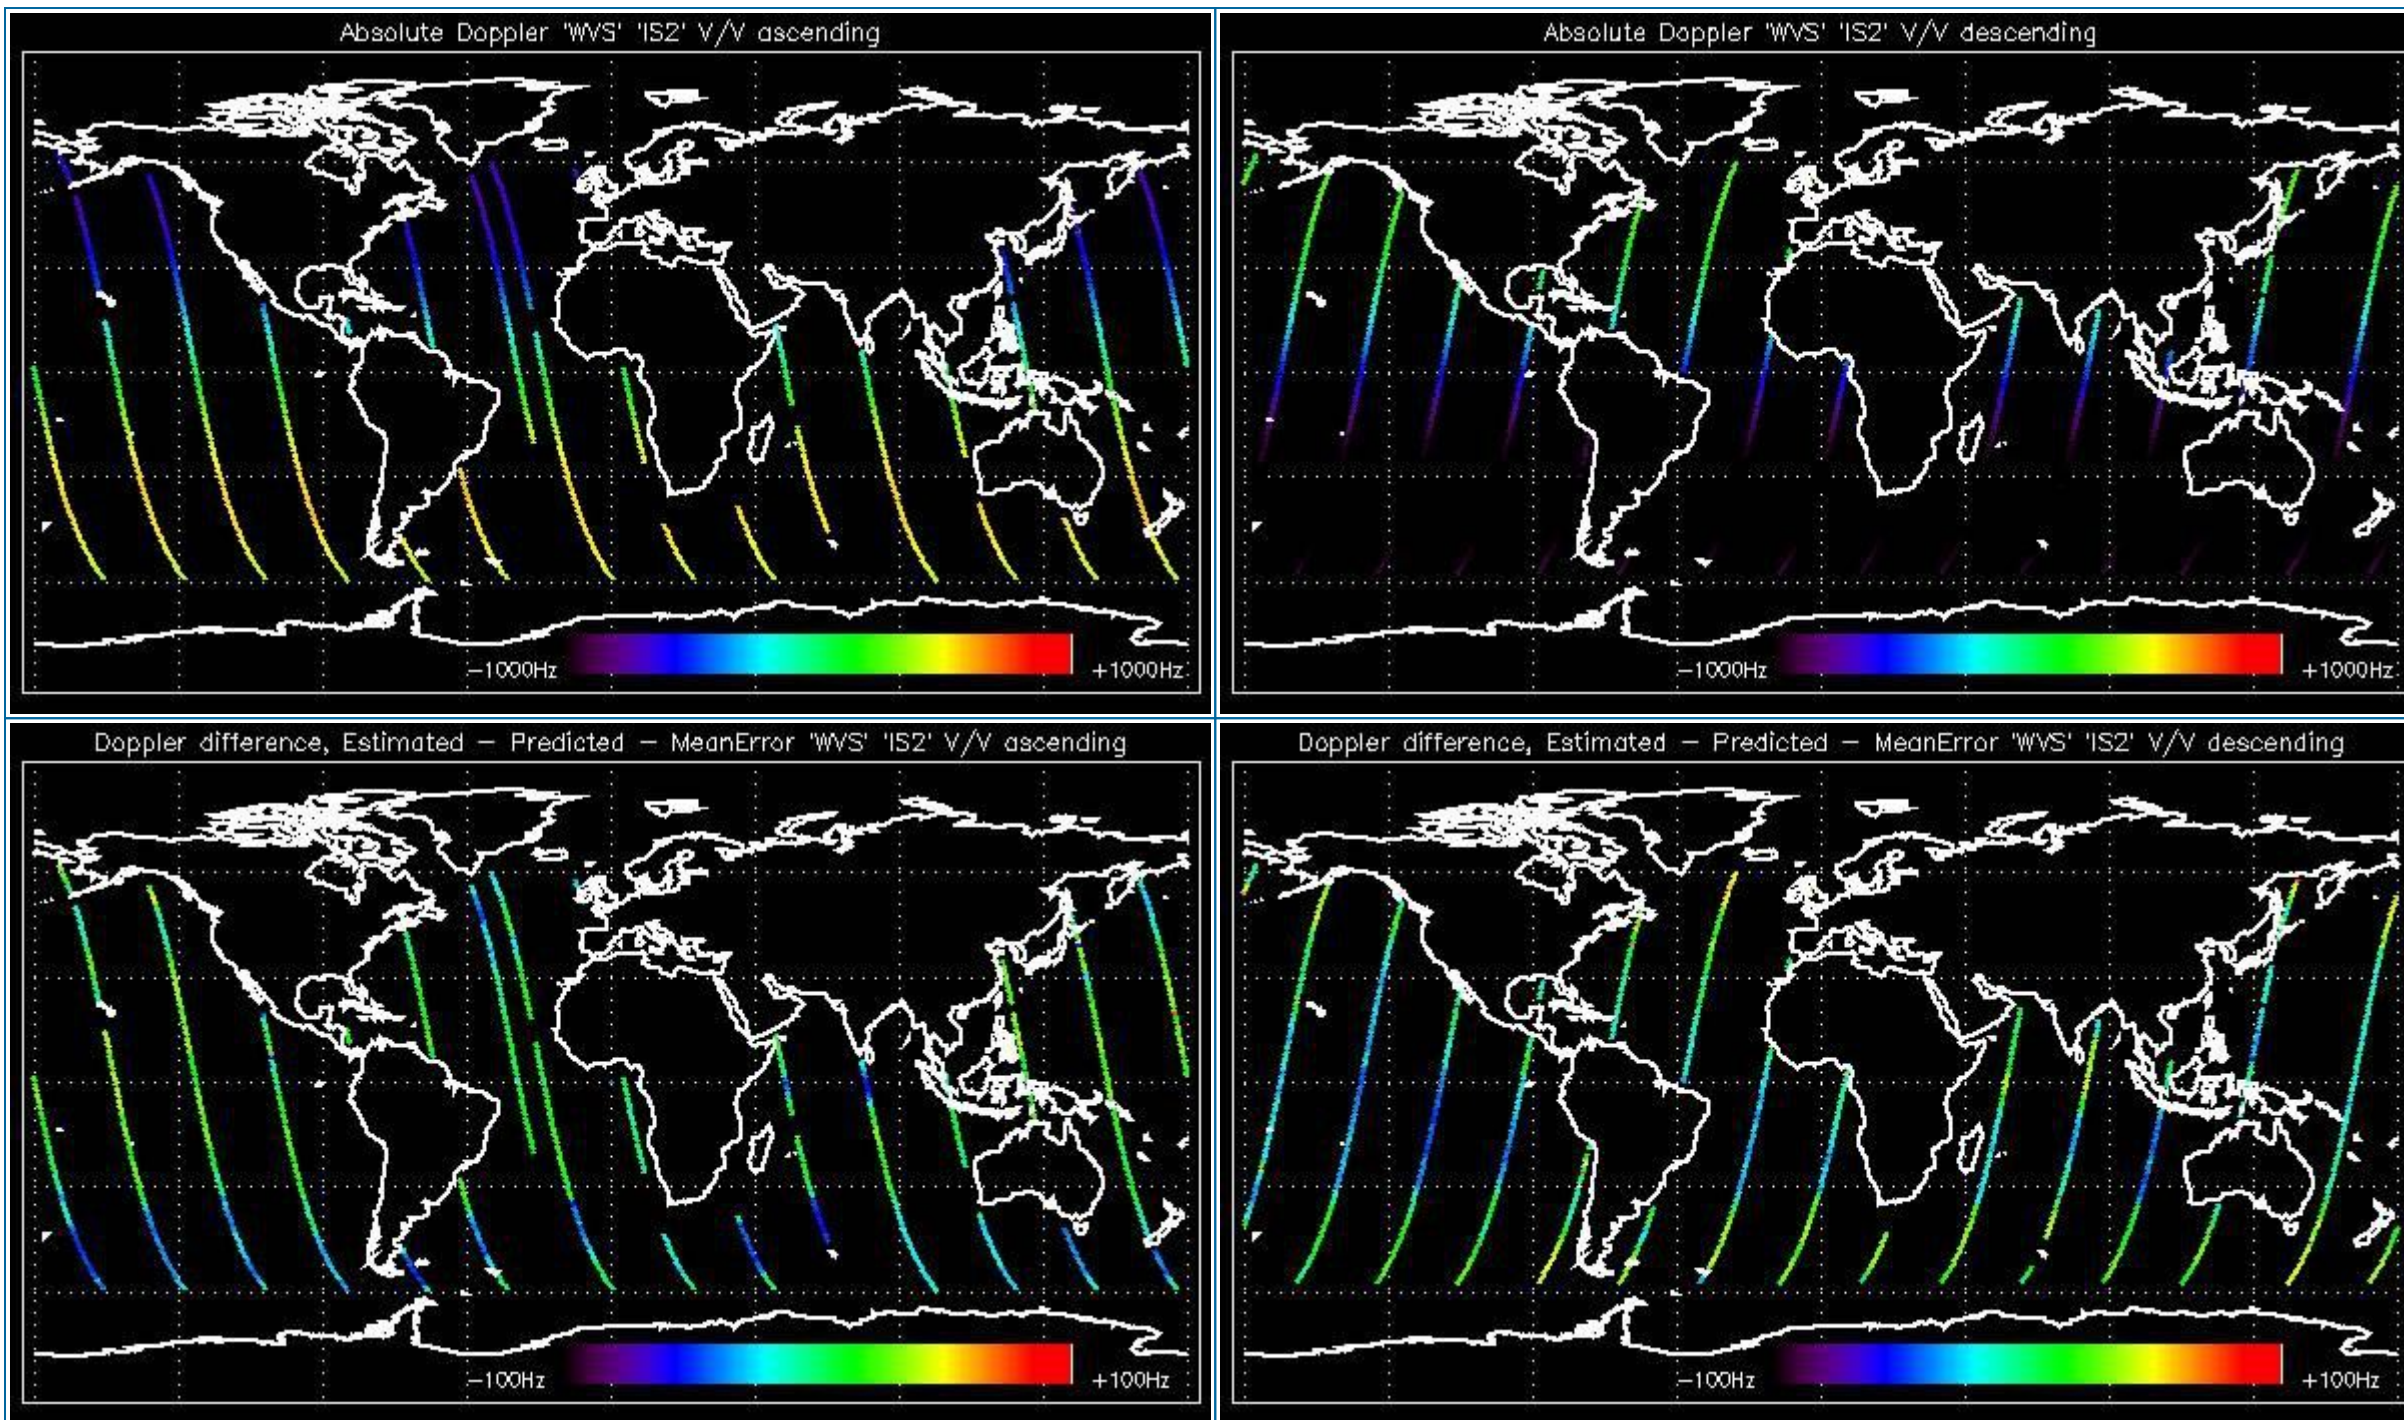 Absolute Doppler 'WVS' 'IS2' V/V ascending
-1000Hz
+1000Hz
Absolute Doppler 'WVS' 'IS2' V/V descending
-1000Hz
+1000Hz
Doppler difference, Estimated - Predicted - MeanError 'WVS' 'IS2' V/V ascending
-100Hz
+100Hz
Doppler difference, Estimated - Predicted - MeanError 'WVS' 'IS2' V/V descending
-100Hz
+100Hz